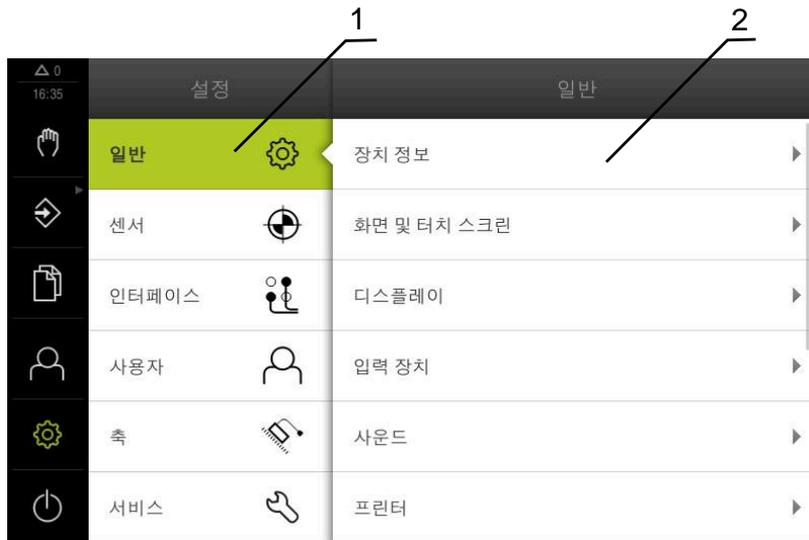 1
2
0
16:35
설정
일반
일반
장치 정보
센서
화면 및 터치 스크린
인터페이스
디스플레이
사용자
입력 장치
축
사운드
서비스
프린터